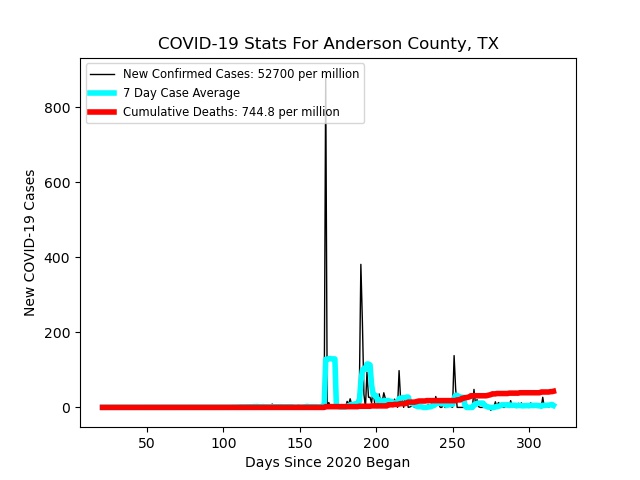 COVID-19 Stats For Anderson County, TX
New Confirmed Cases: 52700 per million
7 Day Case Average
Cumulative Deaths: 744.8 per million
New COVID-19 Cases
800
600
400
200
0
50 100 150 200 250 300
Days Since 2020 Began